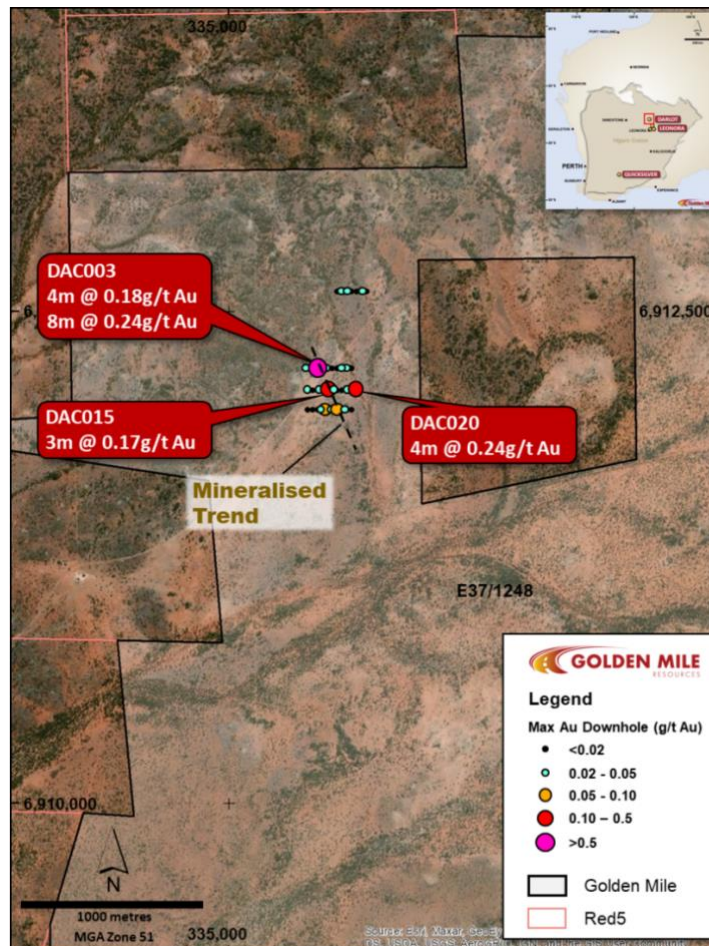 335,000
PERTH
DARLOT
LEONORA
QUICKSILVER
DAC003
4m @ 0.18g/t Au
8m @ 0.24g/t Au
6,912,500
DAC015
3m @ 0.17g/t Au
DAC020
4m @ 0.24g/t Au
Mineralised
Trend
E37/1248
GOLDEN MILE
RESOURCES
Legend
Max Au Downhole (g/t Au)
<0.02
0.02 - 0.05
0.05 - 0.10
0.10 – 0.5
>0.5
Golden Mile
Red5
6,910,000
N
1000 metres
MGA Zone 51
335,000
Source: Esri, Maxar,